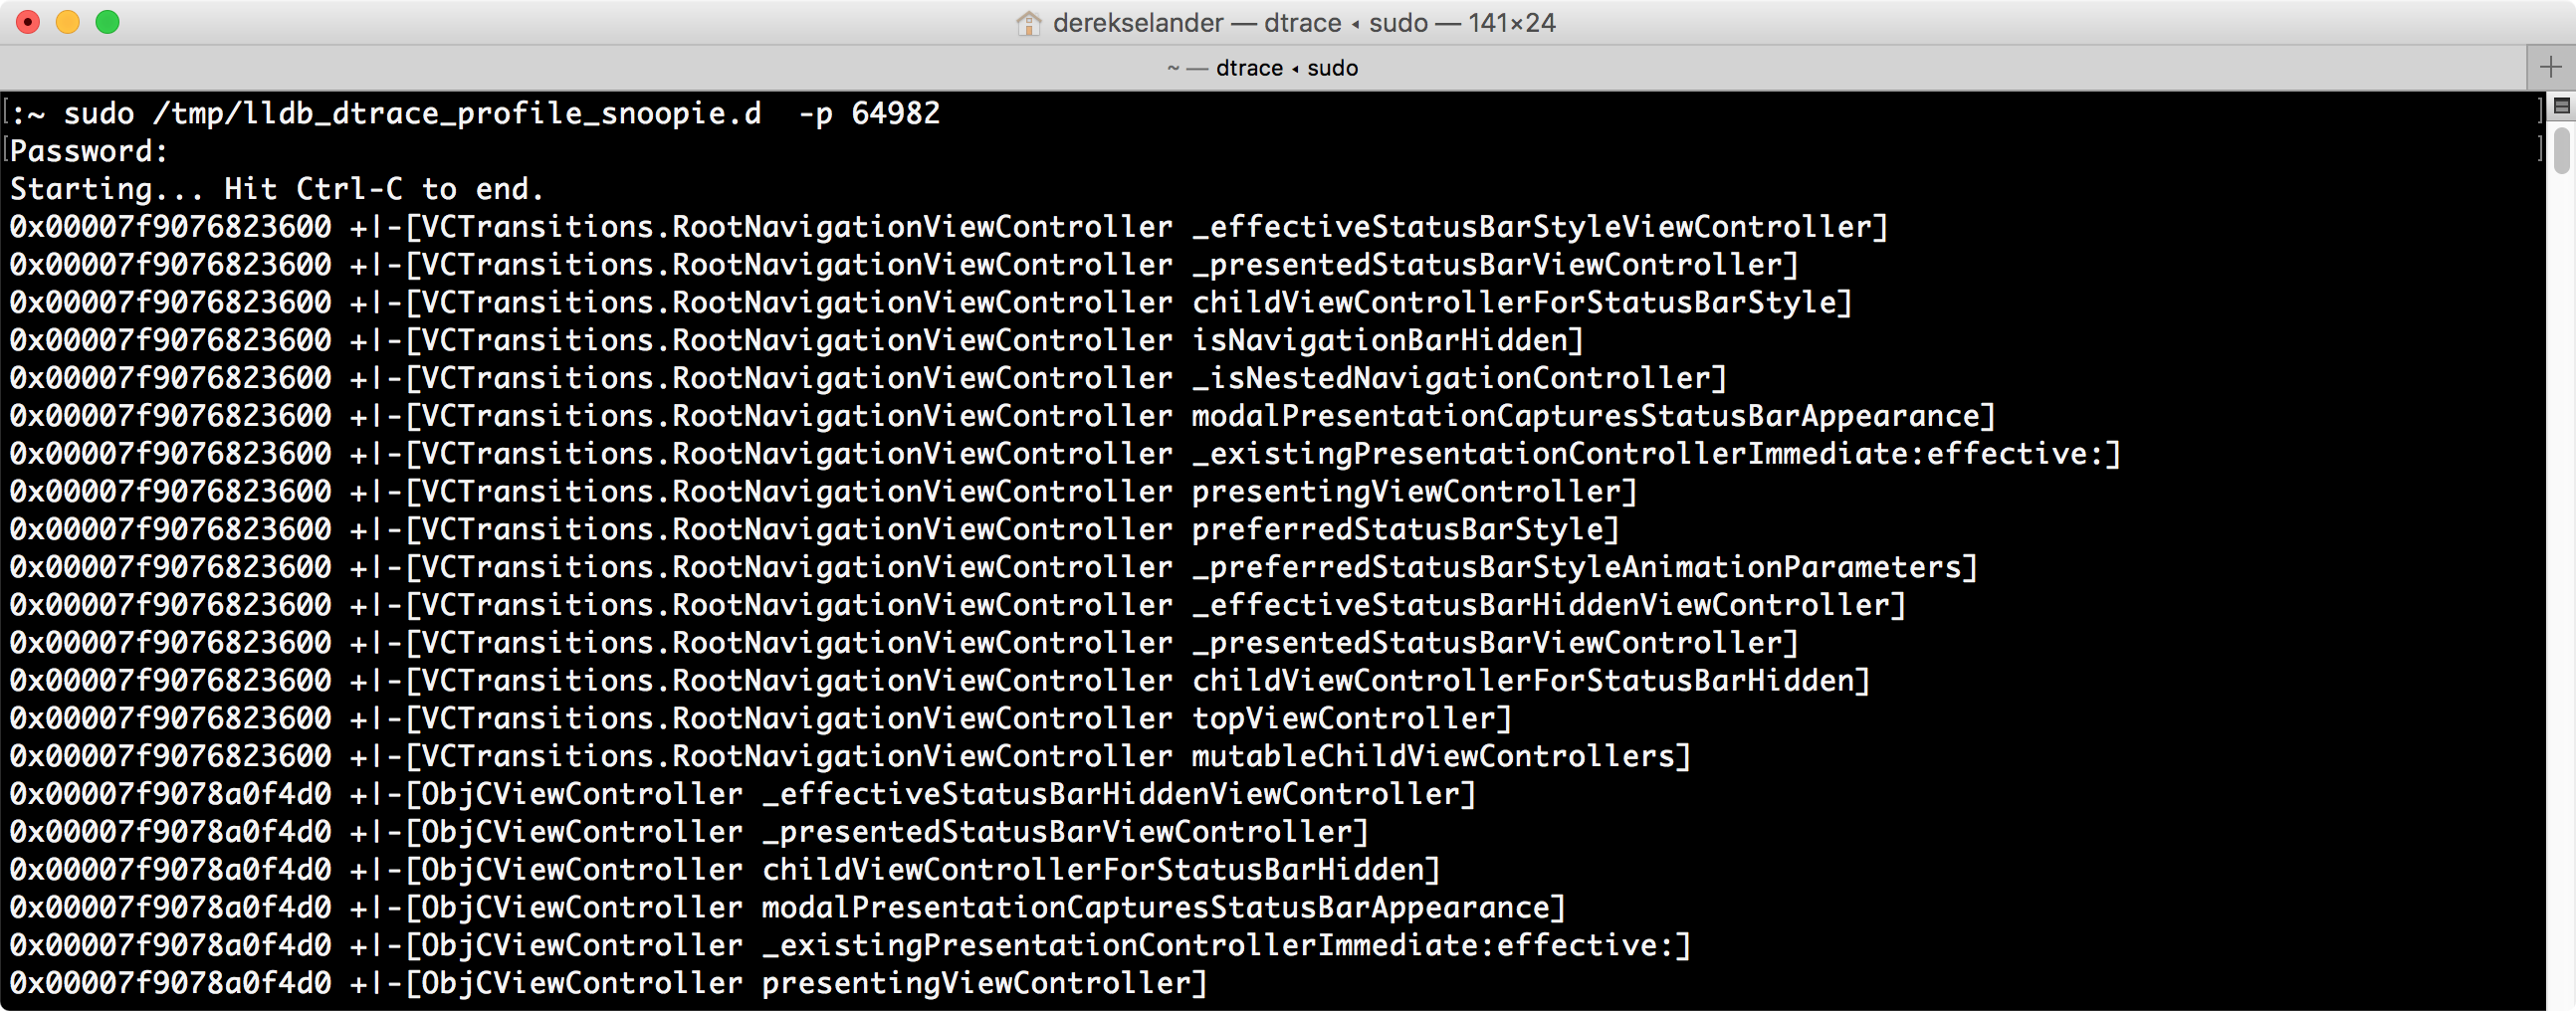 derekselander — dtrace ◂ sudo — 141×24
~ — dtrace ◂ sudo
[:~ sudo /tmp/lldb_dtrace_profile_snoopie.d  -p 64982 ]
[Password: ]
Starting... Hit Ctrl-C to end.
0x00007f9076823600 +|-[VCTransitions.RootNavigationViewController _effectiveStatusBarStyleViewController]
0x00007f9076823600 +|-[VCTransitions.RootNavigationViewController _presentedStatusBarViewController]
0x00007f9076823600 +|-[VCTransitions.RootNavigationViewController childViewControllerForStatusBarStyle]
0x00007f9076823600 +|-[VCTransitions.RootNavigationViewController isNavigationBarHidden]
0x00007f9076823600 +|-[VCTransitions.RootNavigationViewController _isNestedNavigationController]
0x00007f9076823600 +|-[VCTransitions.RootNavigationViewController modalPresentationCapturesStatusBarAppearance]
0x00007f9076823600 +|-[VCTransitions.RootNavigationViewController _existingPresentationControllerImmediate:effective:]
0x00007f9076823600 +|-[VCTransitions.RootNavigationViewController presentingViewController]
0x00007f9076823600 +|-[VCTransitions.RootNavigationViewController preferredStatusBarStyle]
0x00007f9076823600 +|-[VCTransitions.RootNavigationViewController _preferredStatusBarStyleAnimationParameters]
0x00007f9076823600 +|-[VCTransitions.RootNavigationViewController _effectiveStatusBarHiddenViewController]
0x00007f9076823600 +|-[VCTransitions.RootNavigationViewController _presentedStatusBarViewController]
0x00007f9076823600 +|-[VCTransitions.RootNavigationViewController childViewControllerForStatusBarHidden]
0x00007f9076823600 +|-[VCTransitions.RootNavigationViewController topViewController]
0x00007f9076823600 +|-[VCTransitions.RootNavigationViewController mutableChildViewControllers]
0x00007f9078a0f4d0 +|-[ObjCViewController _effectiveStatusBarHiddenViewController]
0x00007f9078a0f4d0 +|-[ObjCViewController _presentedStatusBarViewController]
0x00007f9078a0f4d0 +|-[ObjCViewController childViewControllerForStatusBarHidden]
0x00007f9078a0f4d0 +|-[ObjCViewController modalPresentationCapturesStatusBarAppearance]
0x00007f9078a0f4d0 +|-[ObjCViewController _existingPresentationControllerImmediate:effective:]
0x00007f9078a0f4d0 +|-[ObjCViewController presentingViewController]